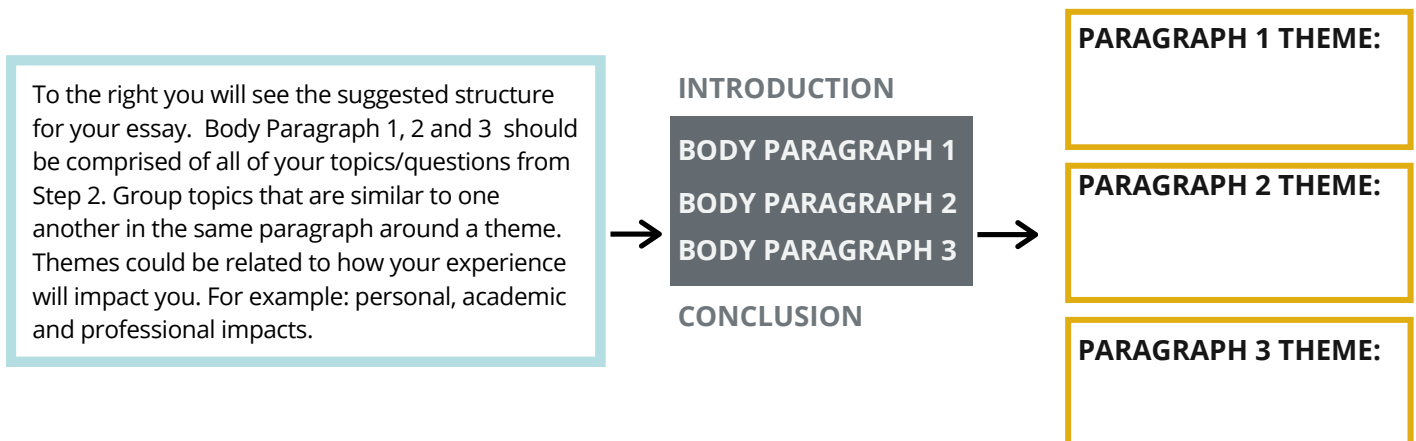 To the right you will see the suggested structure
for your essay.  Body Paragraph 1, 2 and 3  should
be comprised of all of your topics/questions from
Step 2. Group topics that are similar to one
another in the same paragraph around a theme.
Themes could be related to how your experience
will impact you. For example: personal, academic
and professional impacts.
INTRODUCTION
BODY PARAGRAPH 1
BODY PARAGRAPH 2
BODY PARAGRAPH 3
CONCLUSION
PARAGRAPH 1 THEME:
PARAGRAPH 2 THEME:
PARAGRAPH 3 THEME: